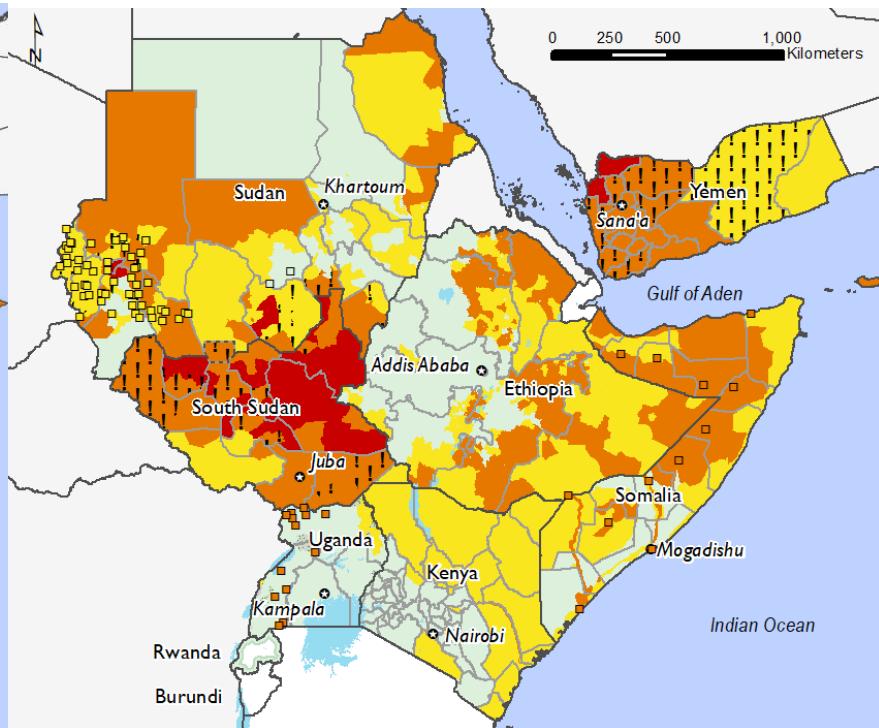 N
0 250 500 1,000
Kilometers
Sudan
Khartoum
Yemen
Sana'a
Gulf of Aden
Addis Ababa
Ethiopia
South Sudan
Juba
Somalia
Uganda
Mogadishu
Kenya
Kampala
Nairobi
Indian Ocean
Rwanda
Burundi